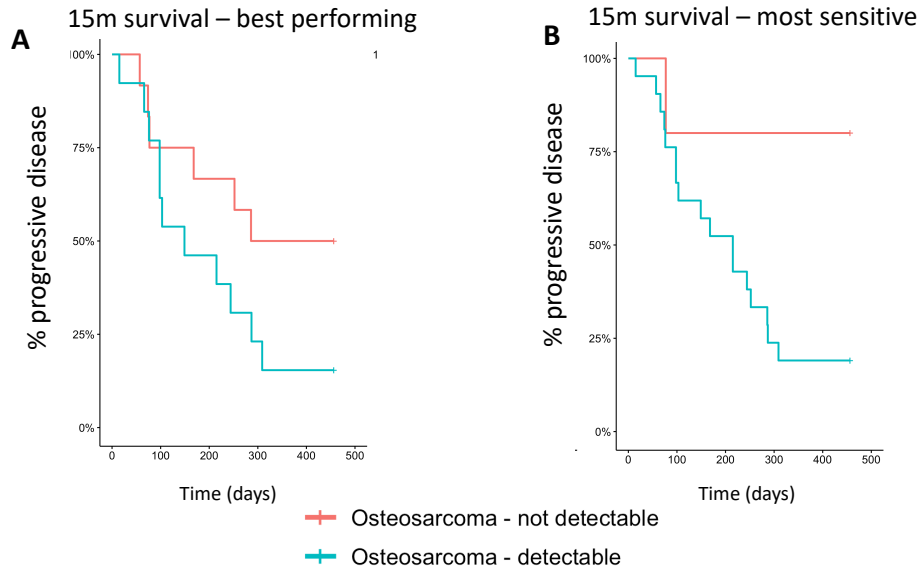 15m survival – best performing
A
% progressive disease
100%
75%
50%
25%
0%
1
0 100 200 300 400 500
Time (days)
15m survival – most sensitive
B
% progressive disease
100%
75%
50%
25%
0%
0 100 200 300 400 500
Time (days)
Osteosarcoma - not detectable
Osteosarcoma - detectable